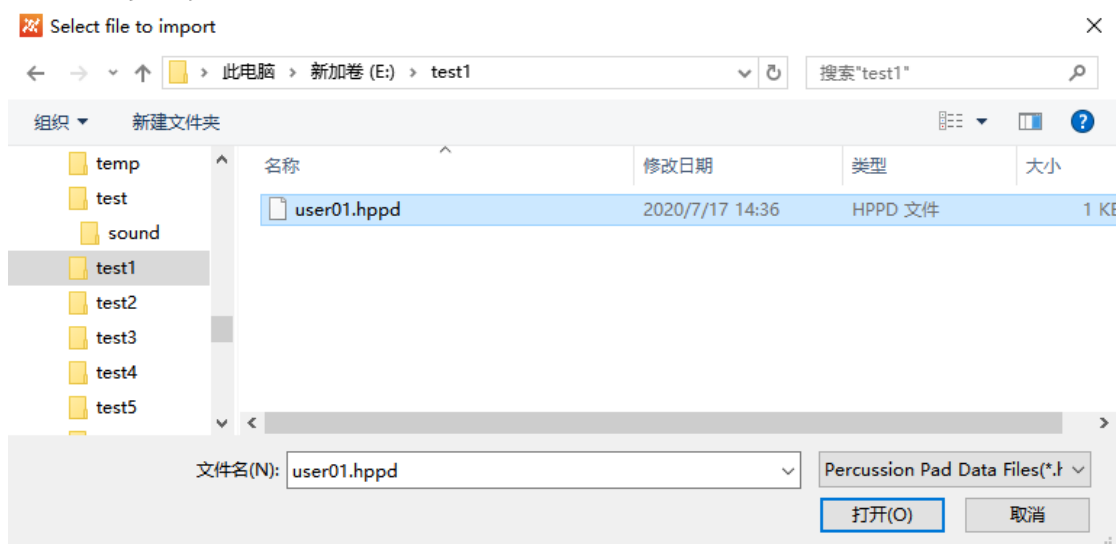 Select file to import
此电脑 > 新加卷 (E:) > test1
搜索"test1"
组织
新建文件夹
名称
修改日期
类型
大小
temp
test
sound
test1
test2
test3
test4
test5
user01.hppd
2020/7/17 14:36
HPPD 文件
1 KB
文件名(N):
user01.hppd
Percussion Pad Data Files(*.h
打开(O)
取消